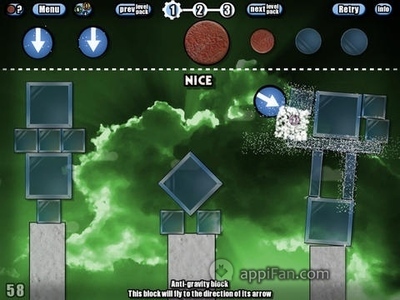 ? Menu prev level pack 1 2 3 next level pack Retry info
NICE
58
Anti-gravity block
This block will fly to the direction of its arrow
appiFan.com